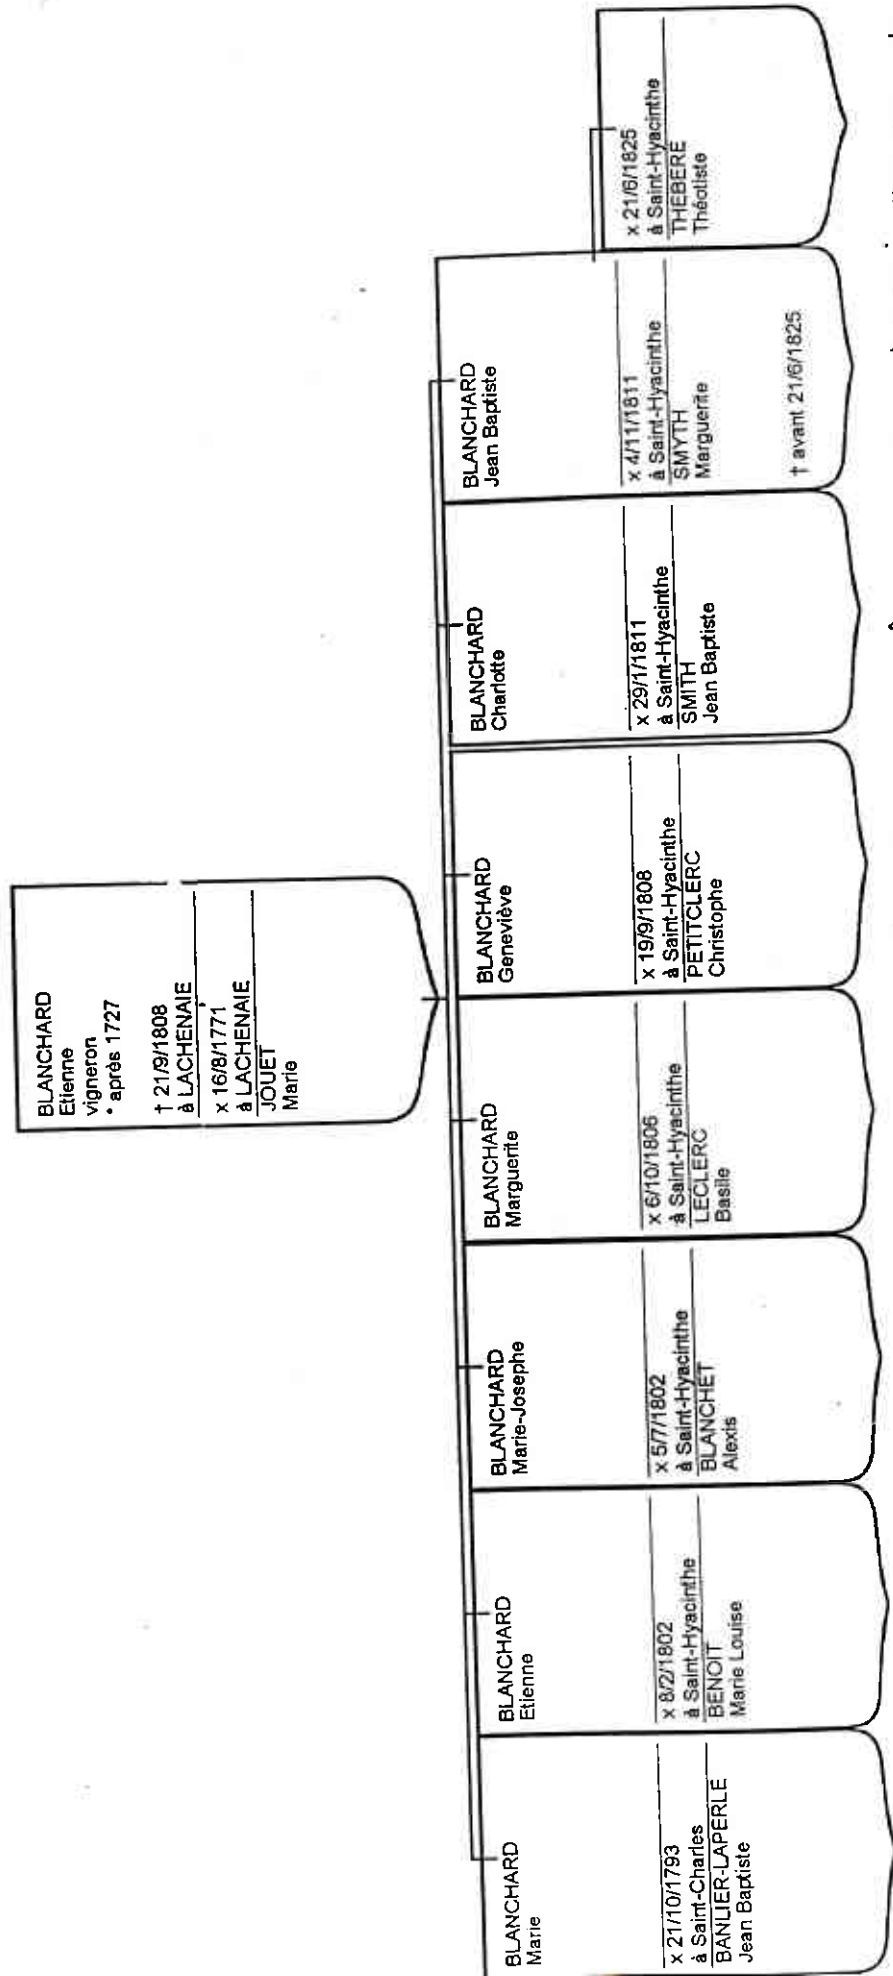 BLANCHARD
Etienne
vigneron
* après 1727
† 21/9/1808
à LACHENAIE
x 16/8/1771
à LACHENAIE
JOUET
Marie
BLANCHARD
Marie
x 21/10/1793
à Saint-Charles
BANLIER-LAPERLE
Jean Baptiste
BLANCHARD
Etienne
x 8/2/1802
à Saint-Hyacinthe
BENOIT
Marie Louise
BLANCHARD
Marie-Josephe
x 5/7/1802
à Saint-Hyacinthe
BLANCHET
Alexis
BLANCHARD
Marguerite
x 6/10/1806
à Saint-Hyacinthe
LECLERC
Basile
BLANCHARD
Geneviève
x 19/9/1808
à Saint-Hyacinthe
PETITCLERC
Christophe
BLANCHARD
Charlotte
x 29/1/1811
à Saint-Hyacinthe
SMITH
Jean Baptiste
BLANCHARD
Jean Baptiste
x 4/11/1811
à Saint-Hyacinthe
SMYTH
Marguerite
† avant 21/6/1825
x 21/6/1825
à Saint-Hyacinthe
THEBERE
Théotiste